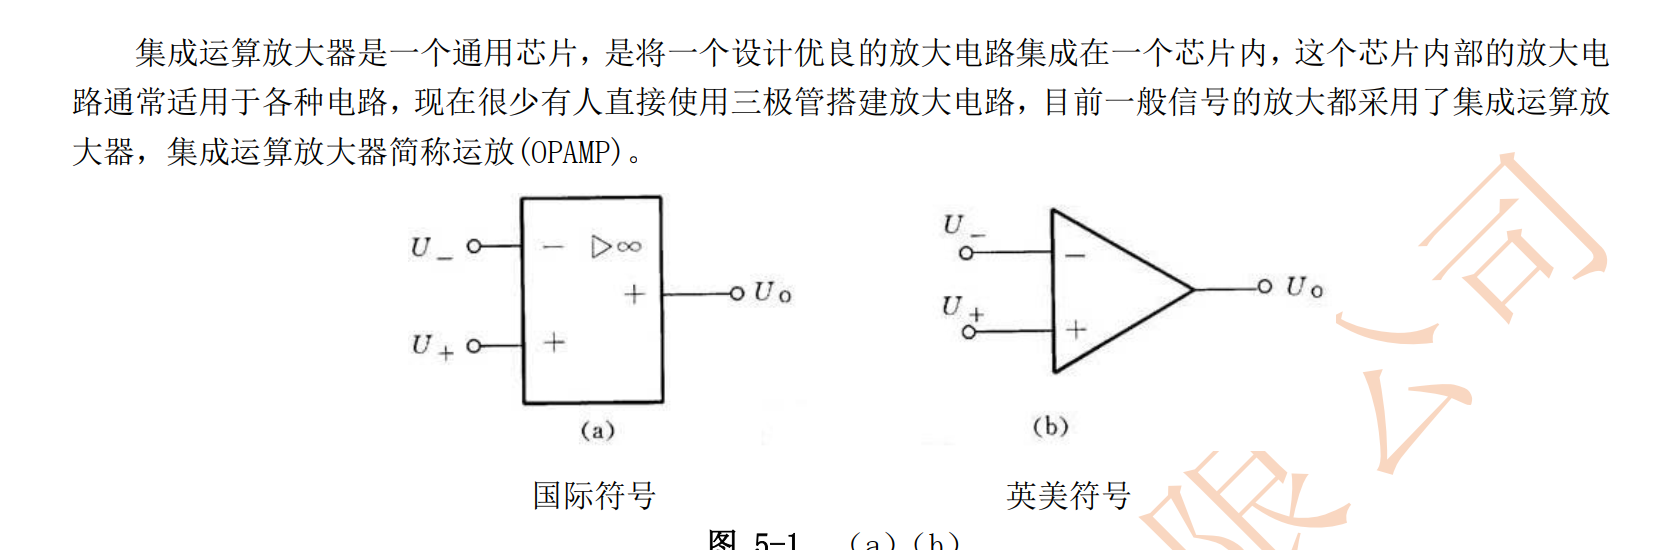 集成运算放大器是一个通用芯片，是将一个设计优良的放大电路集成在一个芯片内，这个芯片内部的放大电
路通常适用于各种电路，现在很少有人直接使用三极管搭建放大电路，目前一般信号的放大都采用了集成运算放
大器，集成运算放大器简称运放(OPAMP)。
U− − ▷∞
+ Uo
U+ +
(a)
U− −
U+ +
Uo
(b)
国际符号 英美符号
图 5-1 (a)(b)
限公司